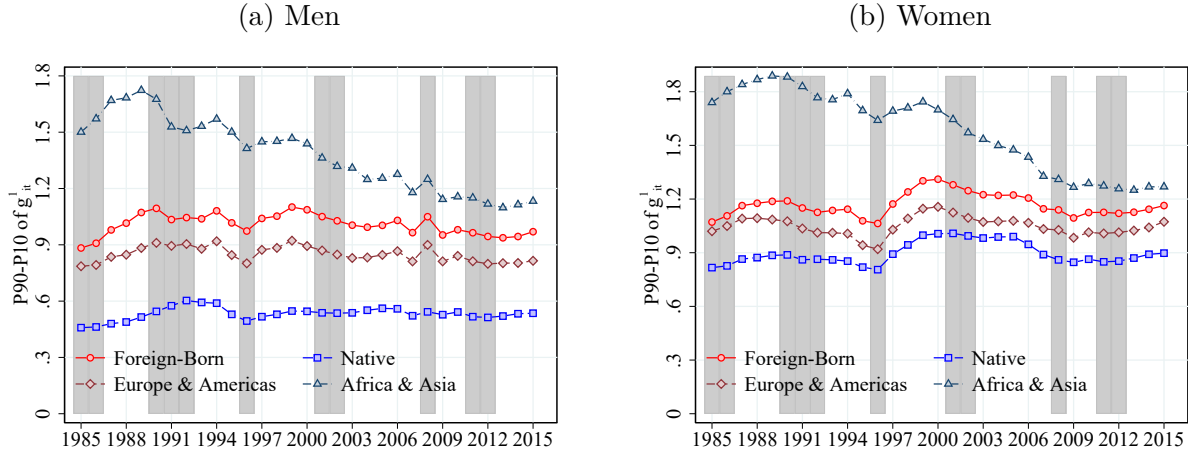 (a) Men
P90-P10 of g¹ᵢₜ
1.8
1.5
1.2
.9
.6
.3
0
Foreign-Born
Native
Europe & Americas
Africa & Asia
1985 1988 1991 1994 1997 2000 2003 2006 2009 2012 2015
(b) Women
P90-P10 of g¹ᵢₜ
1.8
1.5
1.2
.9
.6
.3
0
Foreign-Born
Native
Europe & Americas
Africa & Asia
1985 1988 1991 1994 1997 2000 2003 2006 2009 2012 2015